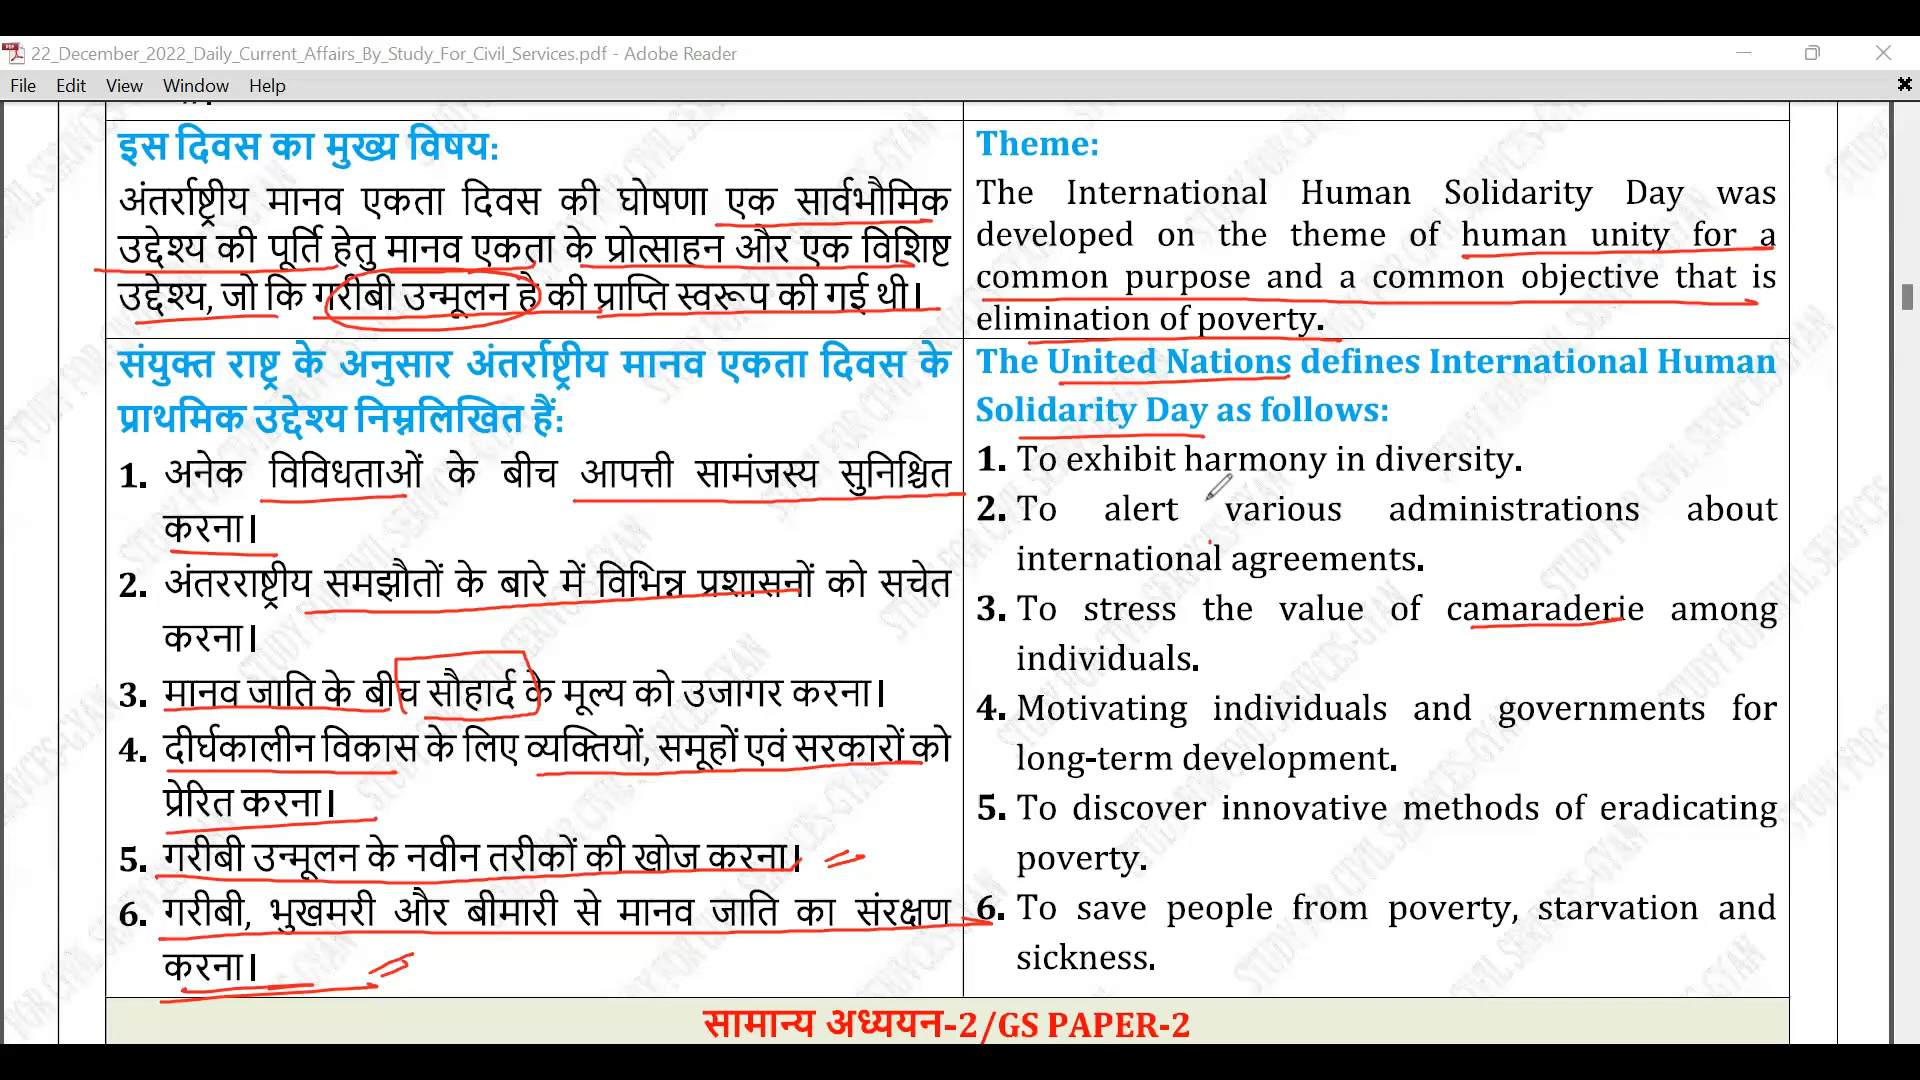 22_December_2022_Daily_Current_Affairs_By_Study_For_Civil_Services.pdf - Adobe Reader
File Edit View Window Help
इस दिवस का मुख्य विषय:
अंतर्राष्ट्रीय मानव एकता दिवस की घोषणा एक सार्वभौमिक
उद्देश्य की पूर्ति हेतु मानव एकता के प्रोत्साहन और एक विशिष्ट
उद्देश्य, जो कि गरीबी उन्मूलन है की प्राप्ति स्वरूप की गई थी।
Theme:
The International Human Solidarity Day was
developed on the theme of human unity for a
common purpose and a common objective that is
elimination of poverty.
संयुक्त राष्ट्र के अनुसार अंतर्राष्ट्रीय मानव एकता दिवस के
प्राथमिक उद्देश्य निम्नलिखित हैं:
1. अनेक विविधताओं के बीच आपत्ती सामंजस्य सुनिश्चित
करना।
2. अंतरराष्ट्रीय समझौतों के बारे में विभिन्न प्रशासनों को सचेत
करना।
3. मानव जाति के बीच सौहार्द के मूल्य को उजागर करना।
4. दीर्घकालीन विकास के लिए व्यक्तियों, समूहों एवं सरकारों को
प्रेरित करना।
5. गरीबी उन्मूलन के नवीन तरीकों की खोज करना।
6. गरीबी, भुखमरी और बीमारी से मानव जाति का संरक्षण
करना।
The United Nations defines International Human
Solidarity Day as follows:
1. To exhibit harmony in diversity.
2. To alert various administrations about
international agreements.
3. To stress the value of camaraderie among
individuals.
4. Motivating individuals and governments for
long-term development.
5. To discover innovative methods of eradicating
poverty.
6. To save people from poverty, starvation and
sickness.
सामान्य अध्ययन-2/GS PAPER-2